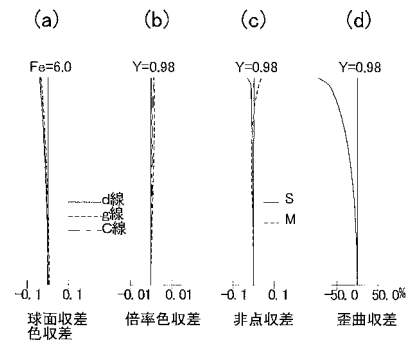 (a) (b) (c) (d)
Fe=6.0 Y=0.98 Y=0.98 Y=0.98
d線
g線
C線
S
M
-0.1 0.1 -0.01 0.01 -0.1 0.1 -50.0 50.0%
球面収差 倍率色収差 非点収差 歪曲収差
色収差